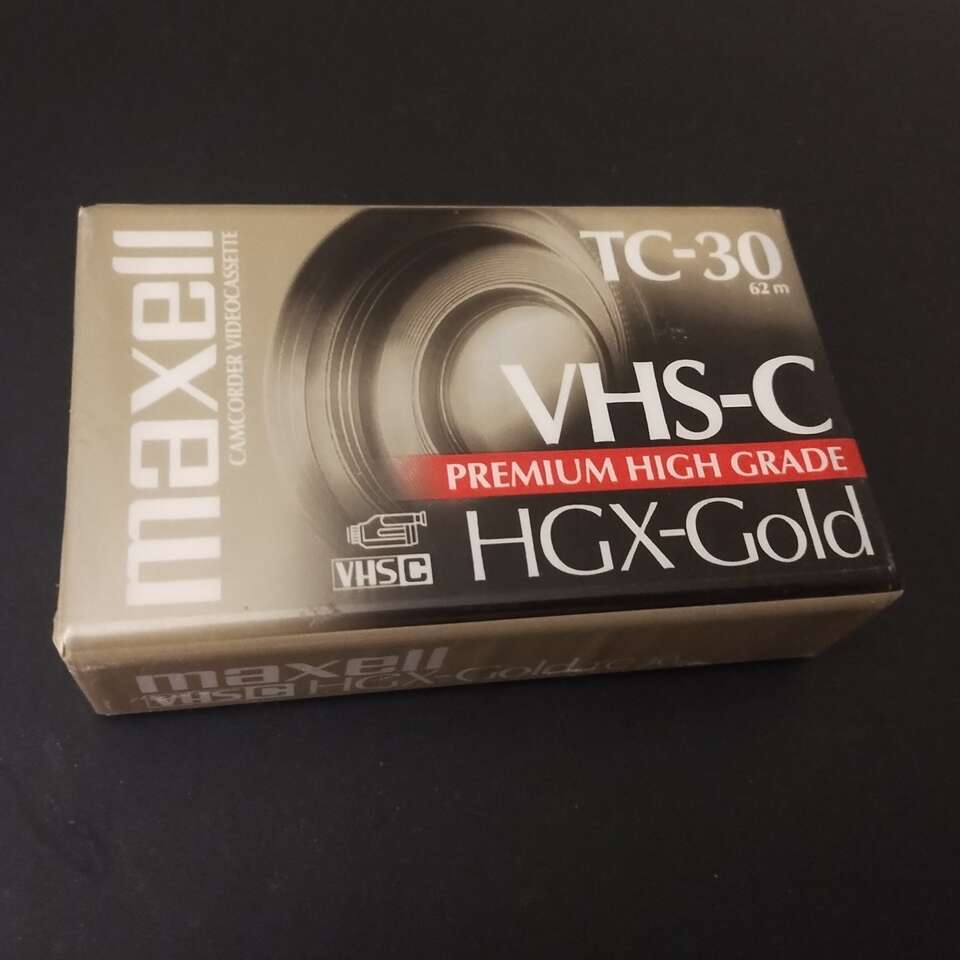 maxell
CAMCORDER VIDEOCASSETTE
TC-30
62 m
VHS-C
PREMIUM HIGH GRADE
HGX-Gold
VHS C
maxell
VHS C HGX-Gold